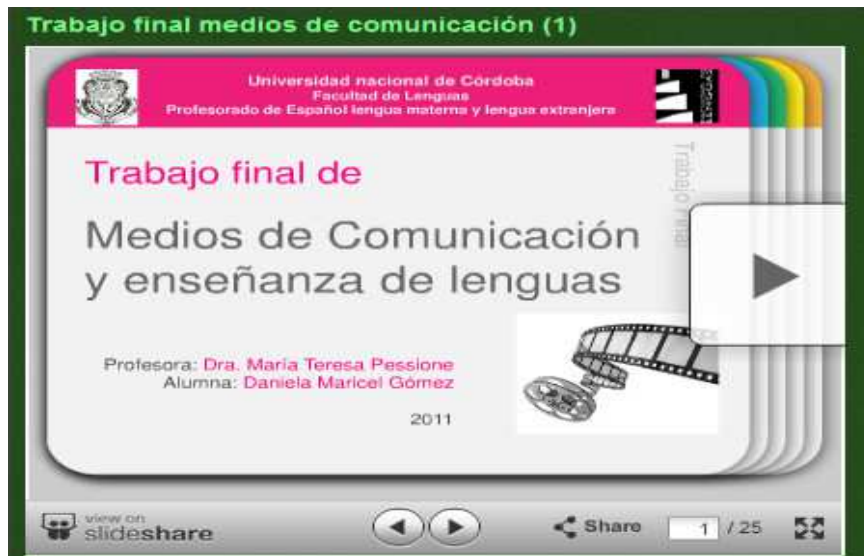 Trabajo final medios de comunicación (1)
Universidad nacional de Córdoba
Facultad de Lenguas
Profesorado de Español lengua materna y lengua extranjera
LENGUAS
Trabajo Final
Trabajo final de
Medios de Comunicación
y enseñanza de lenguas
Profesora: Dra. María Teresa Pessione
Alumna: Daniela Maricel Gómez
2011
view on
slideshare
Share
1 / 25